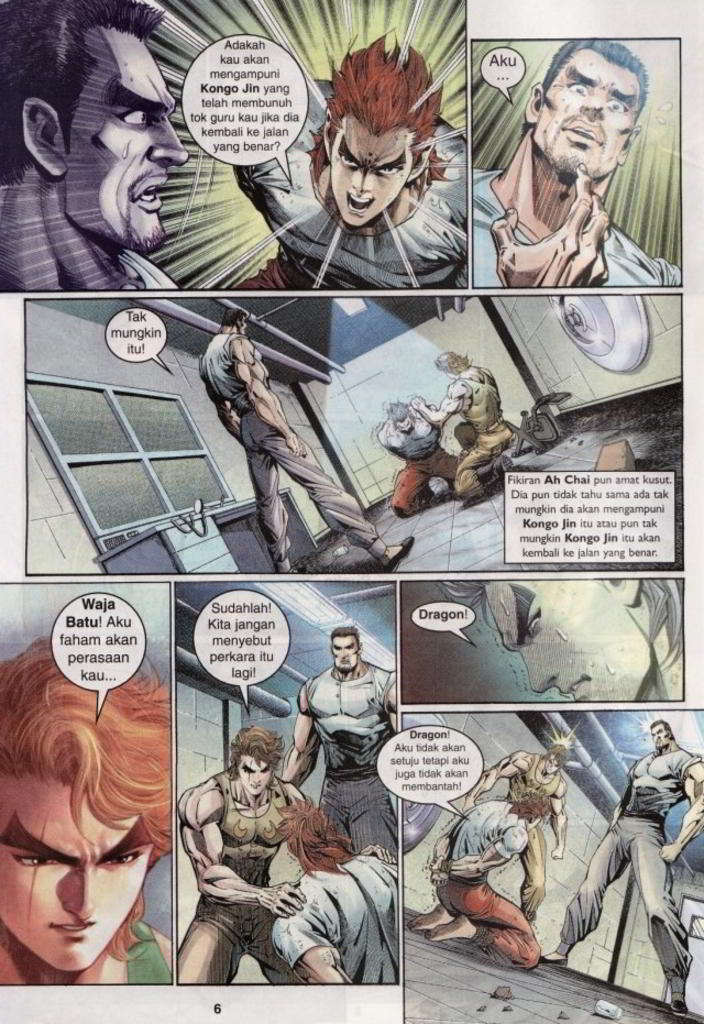 Adakah
kau akan
mengampuni
Kongo Jin yang
telah membunuh
tok guru kau jika dia
kembali ke jalan
yang benar?
Aku
...
Tak
mungkin
itu!
Fikiran Ah Chai pun amat kusut.
Dia pun tidak tahu sama ada tak
mungkin dia akan mengampuni
Kongo Jin itu atau pun tak
mungkin Kongo Jin itu akan
kembali ke jalan yang benar.
Waja
Batu! Aku
faham akan
perasaan
kau...
Sudahlah!
Kita jangan
menyebut
perkara itu
lagi!
Dragon!
Dragon!
Aku tidak akan
setuju tetapi aku
juga tidak akan
membantah!
6